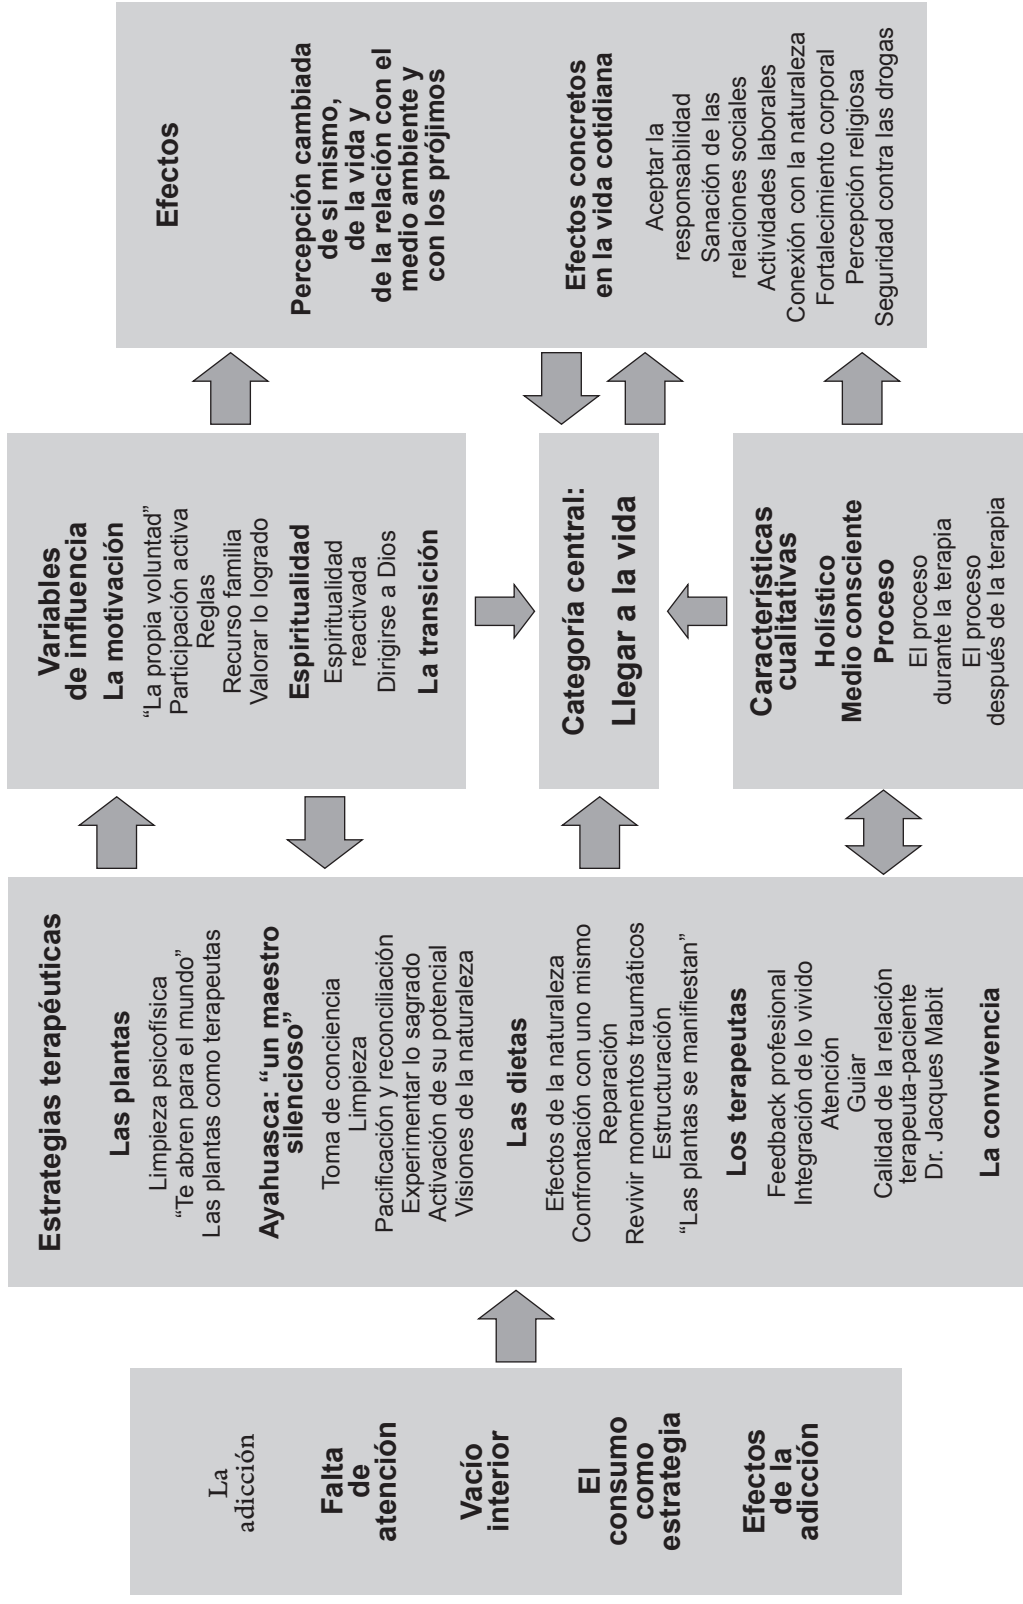 La
adicción
Falta
de
atención
Vacío
interior
El
consumo
como
estrategia
Efectos
de la
adicción
Estrategias terapéuticas
Las plantas
Limpieza psicofísica
“Te abren para el mundo”
Las plantas como terapeutas
Ayahuasca: “un maestro
silencioso”
Toma de conciencia
Limpieza
Pacificación y reconciliación
Experimentar lo sagrado
Activación de su potencial
Visiones de la naturaleza
Las dietas
Efectos de la naturaleza
Confrontación con uno mismo
Reparación
Revivir momentos traumáticos
Estructuración
“Las plantas se manifiestan”
Los terapeutas
Feedback profesional
Integración de lo vivido
Atención
Guiar
Calidad de la relación
terapeuta-paciente
Dr. Jacques Mabit
La convivencia
Variables
de influencia
La motivación
“La propia voluntad”
Participación activa
Reglas
Recurso familia
Valorar lo logrado
Espiritualidad
Espiritualidad
reactivada
Dirigirse a Dios
La transición
Categoría central:
Llegar a la vida
Características
cualitativas
Holístico
Medio consciente
Proceso
El proceso
durante la terapia
El proceso
después de la terapia
Efectos
Percepción cambiada
de si mismo,
de la vida y
de la relación con el
medio ambiente y
con los prójimos
Efectos concretos
en la vida cotidiana
Aceptar la
responsabilidad
Sanación de las
relaciones sociales
Actividades laborales
Conexión con la naturaleza
Fortalecimiento corporal
Percepción religiosa
Seguridad contra las drogas